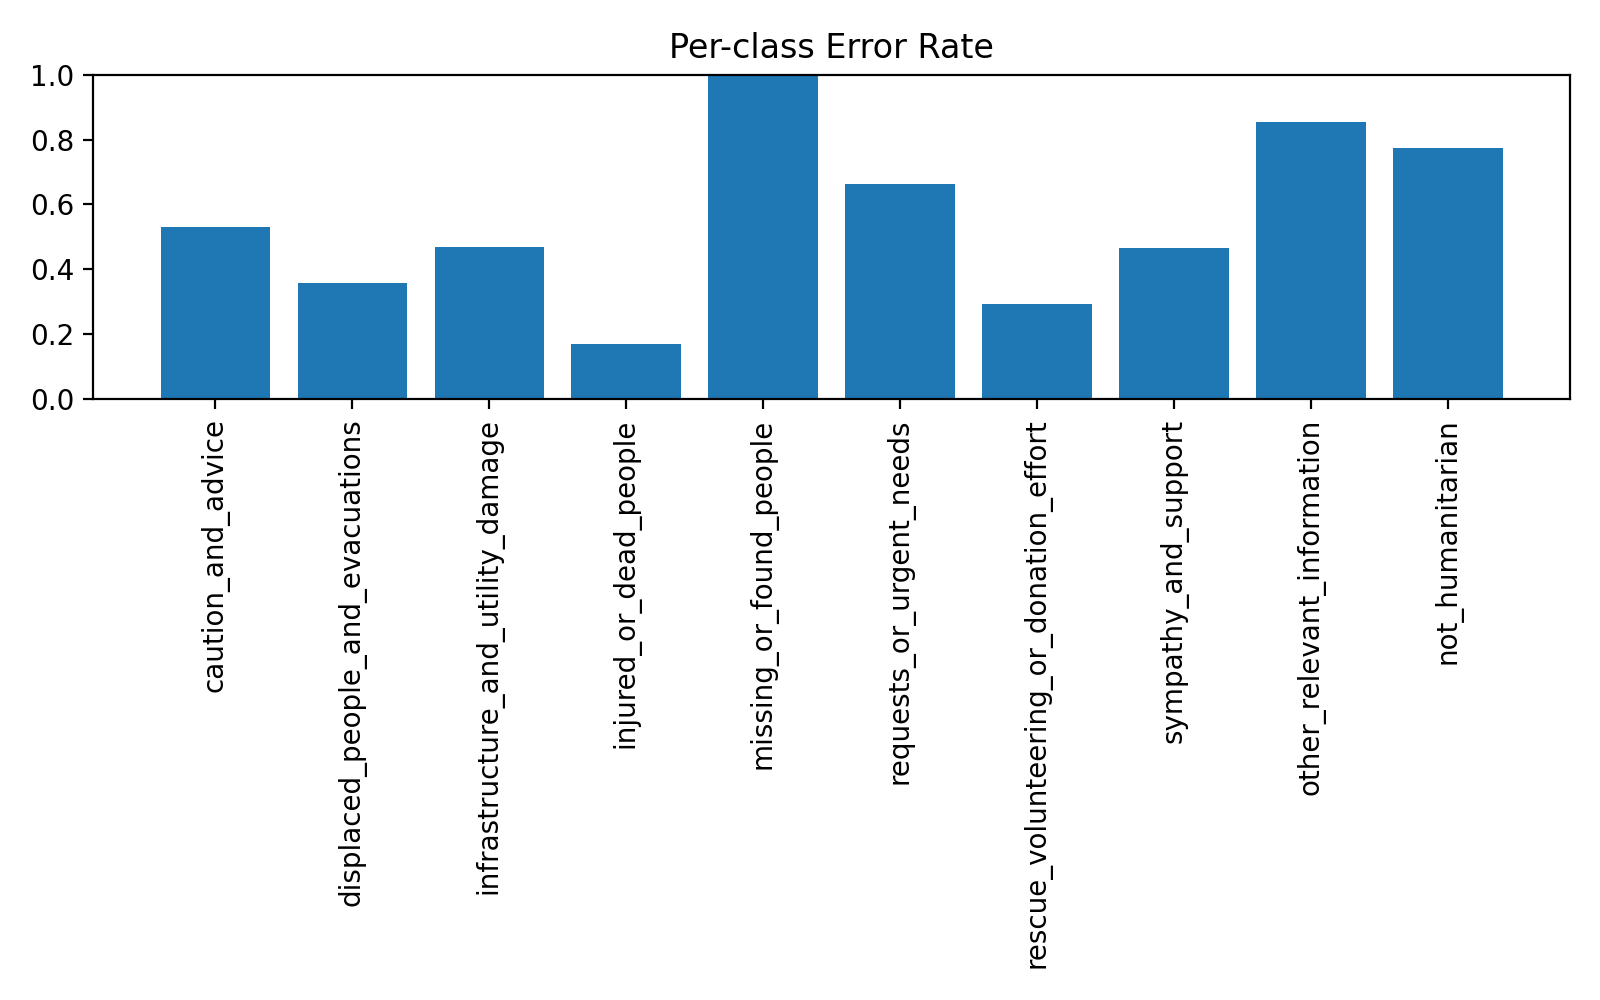 Per-class Error Rate
1.0
0.8
0.6
0.4
0.2
0.0
caution_and_advice
displaced_people_and_evacuations
infrastructure_and_utility_damage
injured_or_dead_people
missing_or_found_people
requests_or_urgent_needs
rescue_volunteering_or_donation_effort
sympathy_and_support
other_relevant_information
not_humanitarian